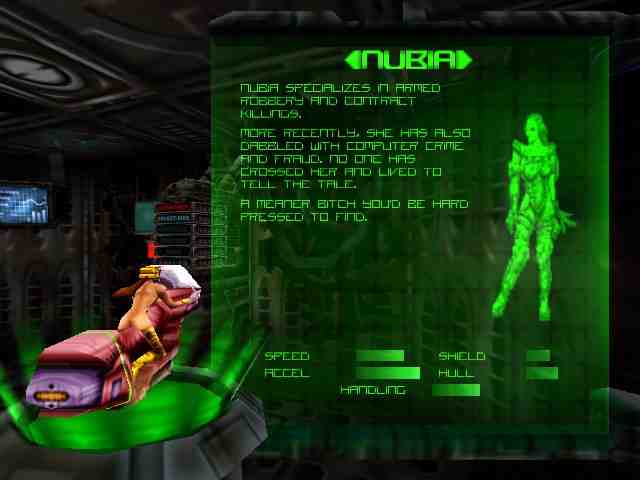 NUBIA
NUBIA SPECIALIZES IN ARMED
ROBBERY AND CONTRACT
KILLINGS.
MORE RECENTLY, SHE HAS ALSO
DABBLED WITH COMPUTER CRIME
AND FRAUD. NO ONE HAS
CROSSED HER AND LIVED TO
TELL THE TALE.
A MEANER BITCH YOU'D BE HARD
PRESSED TO FIND.
SPEED
SHIELD
ACCEL
HULL
HANDLING